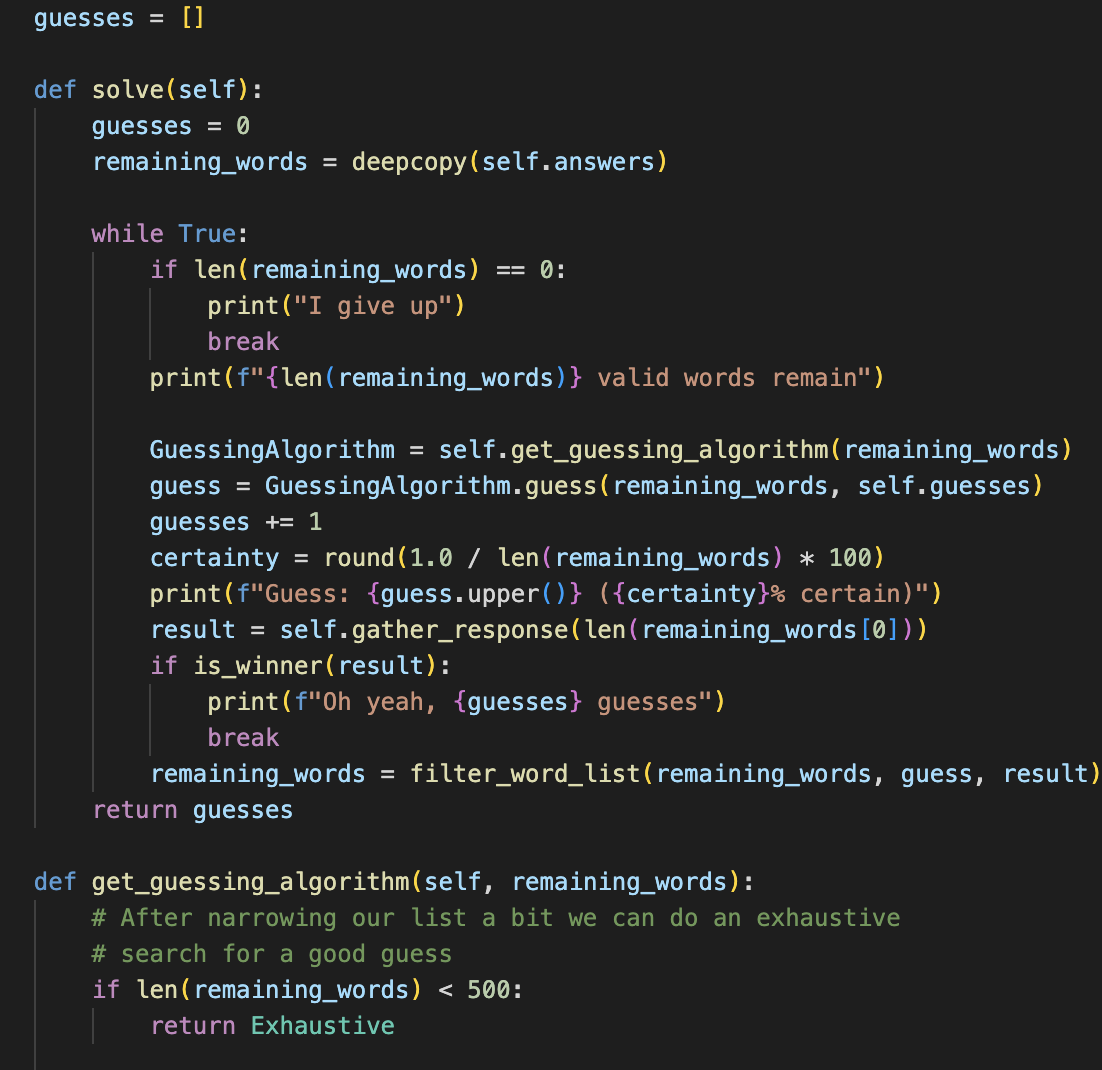 guesses = []

def solve(self):
    guesses = 0
    remaining_words = deepcopy(self.answers)

    while True:
        if len(remaining_words) == 0:
            print("I give up")
            break
        print(f"{len(remaining_words)} valid words remain")

        GuessingAlgorithm = self.get_guessing_algorithm(remaining_words)
        guess = GuessingAlgorithm.guess(remaining_words, self.guesses)
        guesses += 1
        certainty = round(1.0 / len(remaining_words) * 100)
        print(f"Guess: {guess.upper()} ({certainty}% certain)")
        result = self.gather_response(len(remaining_words[0]))
        if is_winner(result):
            print(f"Oh yeah, {guesses} guesses")
            break
        remaining_words = filter_word_list(remaining_words, guess, result)
    return guesses

def get_guessing_algorithm(self, remaining_words):
    # After narrowing our list a bit we can do an exhaustive
    # search for a good guess
    if len(remaining_words) < 500:
        return Exhaustive